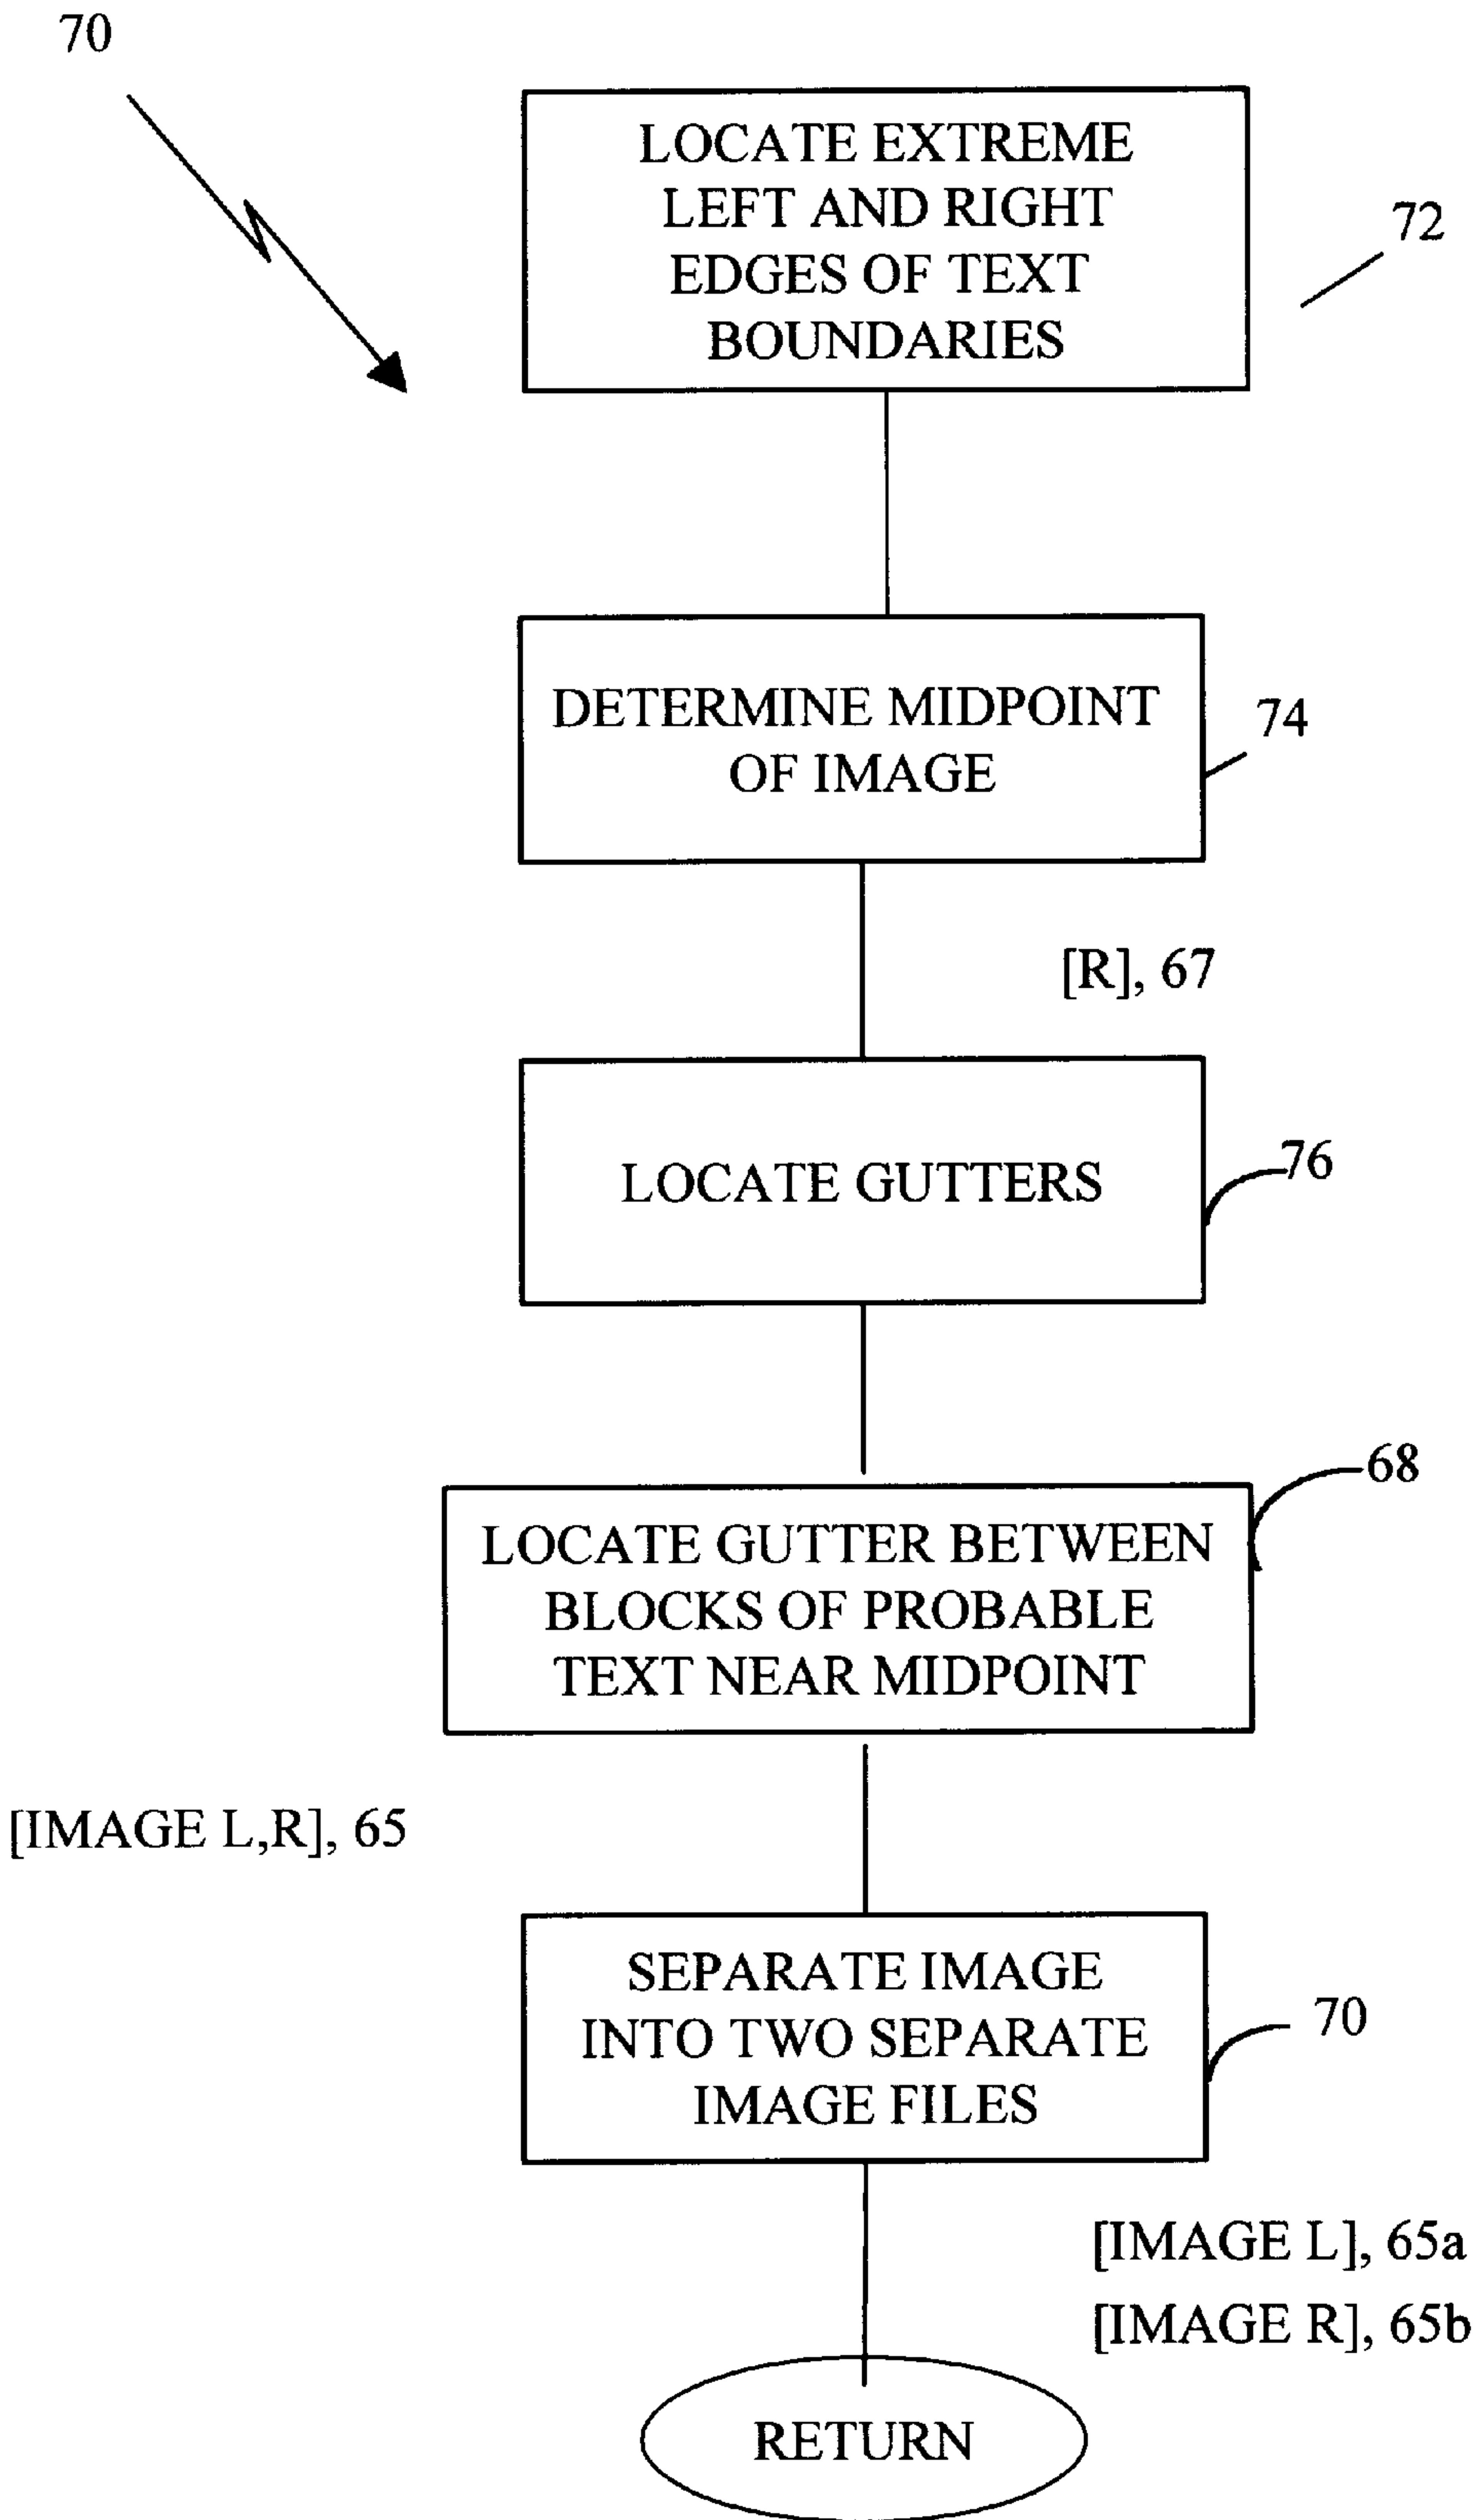 70
LOCATE EXTREME
LEFT AND RIGHT
EDGES OF TEXT
BOUNDARIES
72
DETERMINE MIDPOINT
OF IMAGE
74
[R], 67
LOCATE GUTTERS
76
LOCATE GUTTER BETWEEN
BLOCKS OF PROBABLE
TEXT NEAR MIDPOINT
68
[IMAGE L,R], 65
SEPARATE IMAGE
INTO TWO SEPARATE
IMAGE FILES
70
[IMAGE L], 65a
[IMAGE R], 65b
RETURN